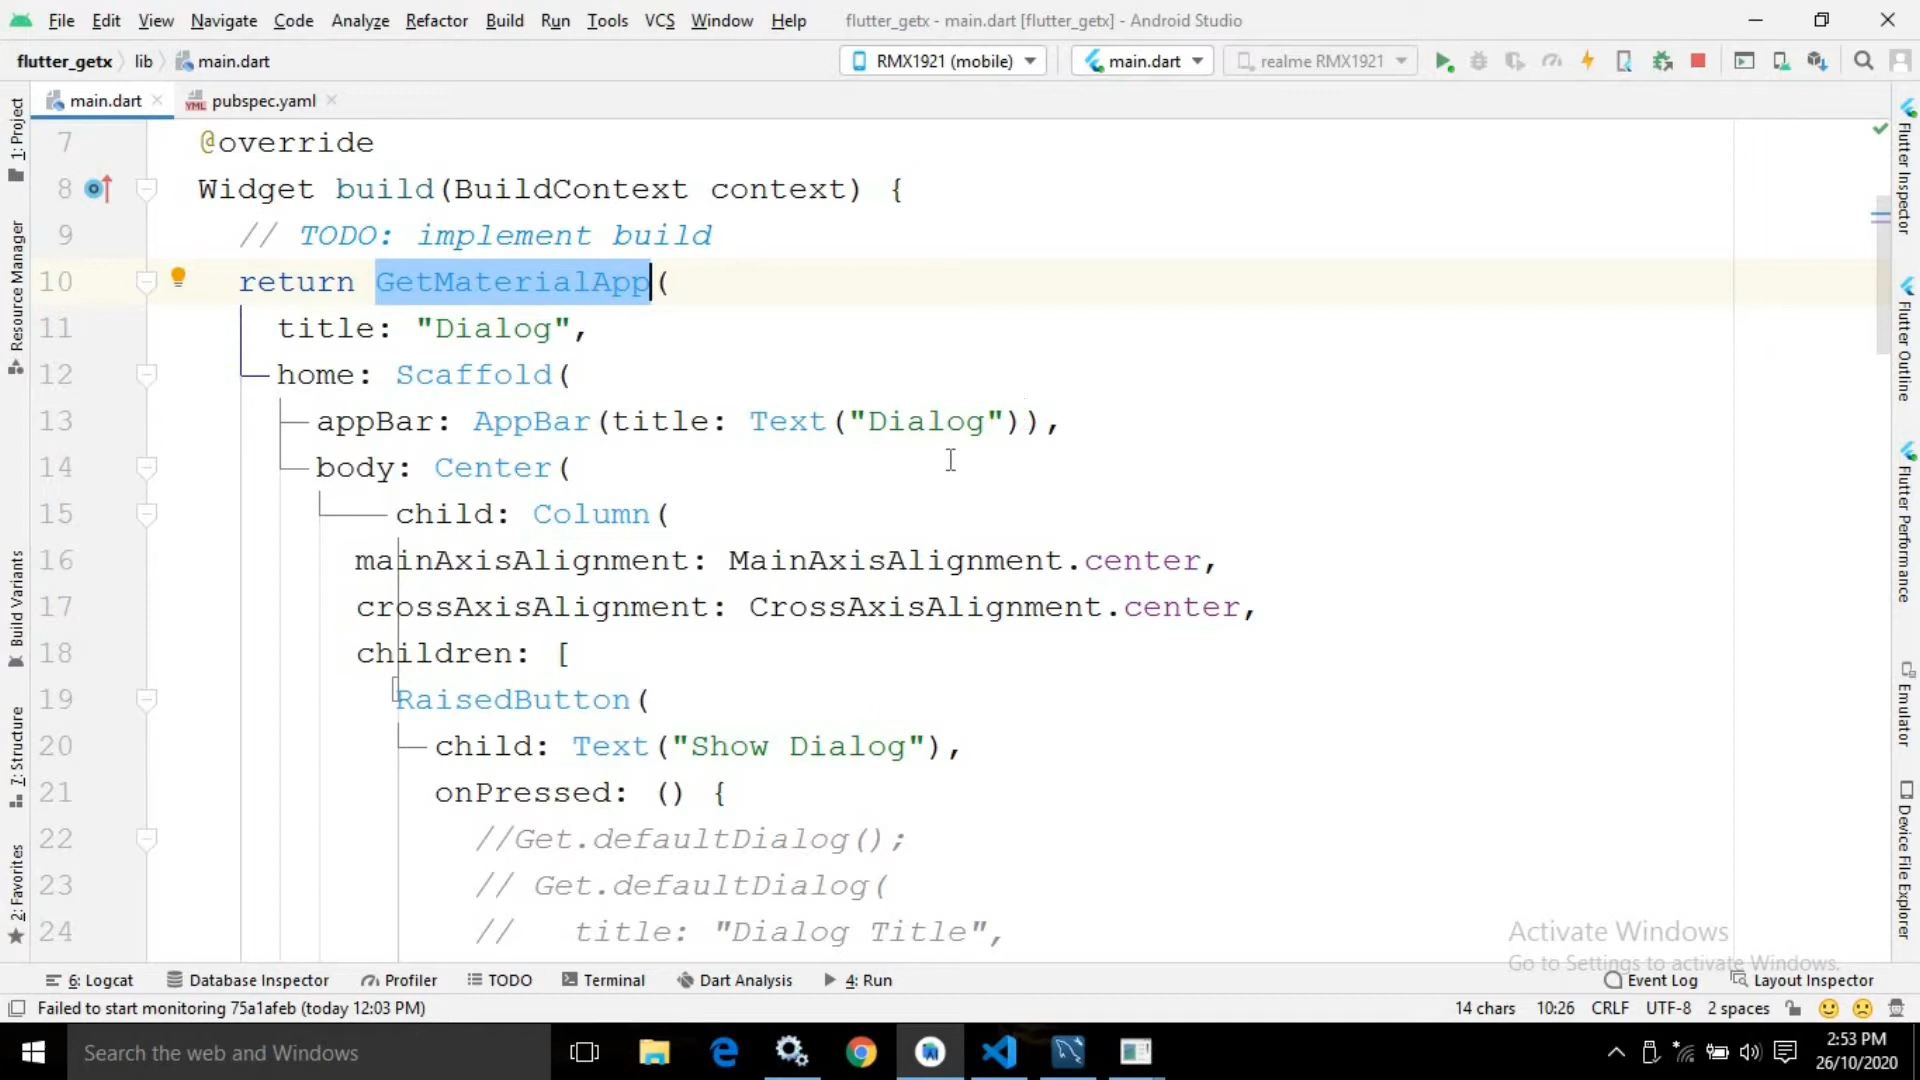 File Edit View Navigate Code Analyze Refactor Build Run Tools VCS Window Help flutter_getx - main.dart [flutter_getx] - Android Studio
flutter_getx lib main.dart RMX1921 (mobile) main.dart realme RMX1921
main.dart YML pubspec.yaml
7 @override
8 Widget build(BuildContext context) {
9 // TODO: implement build
10 return GetMaterialApp(
11 title: "Dialog",
12 home: Scaffold(
13 appBar: AppBar(title: Text("Dialog")),
14 body: Center(
15 child: Column(
16 mainAxisAlignment: MainAxisAlignment.center,
17 crossAxisAlignment: CrossAxisAlignment.center,
18 children: [
19 RaisedButton(
20 child: Text("Show Dialog"),
21 onPressed: () {
22 //Get.defaultDialog();
23 // Get.defaultDialog(
24 // title: "Dialog Title",
1: Project
Resource Manager
Build Variants
7: Structure
2: Favorites
Flutter Inspector
Flutter Outline
Flutter Performance
Emulator
Device File Explorer
Activate Windows
Go to Settings to activate Windows.
6: Logcat Database Inspector Profiler TODO Terminal Dart Analysis 4: Run Event Log Layout Inspector
Failed to start monitoring 75a1afeb (today 12:03 PM) 14 chars 10:26 CRLF UTF-8 2 spaces
Search the web and Windows
2:53 PM
26/10/2020